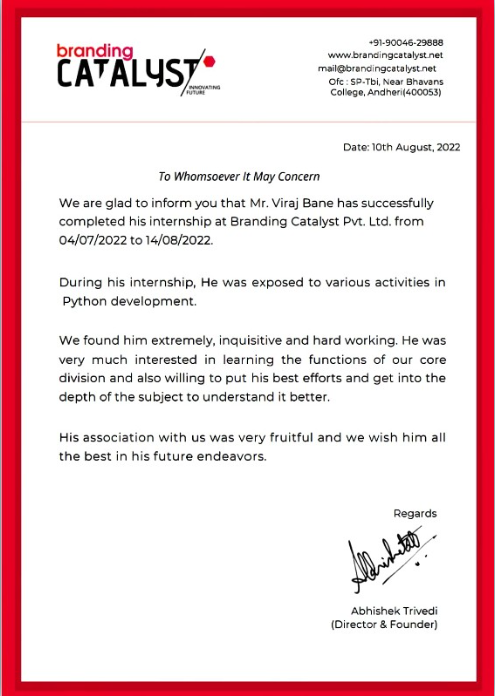 branding
CATALYST
INNOVATING
FUTURE
+91-90046-29888
www.brandingcatalyst.net
mail@brandingcatalyst.net
Ofc : SP-Tbi, Near Bhavans
College, Andheri(400053)
Date: 10th August, 2022
To Whomsoever It May Concern
We are glad to inform you that Mr. Viraj Bane has successfully
completed his internship at Branding Catalyst Pvt. Ltd. from
04/07/2022 to 14/08/2022.
During his internship, He was exposed to various activities in
Python development.
We found him extremely, inquisitive and hard working. He was
very much interested in learning the functions of our core
division and also willing to put his best efforts and get into the
depth of the subject to understand it better.
His association with us was very fruitful and we wish him all
the best in his future endeavors.
Regards
Abhishek Trivedi
(Director & Founder)